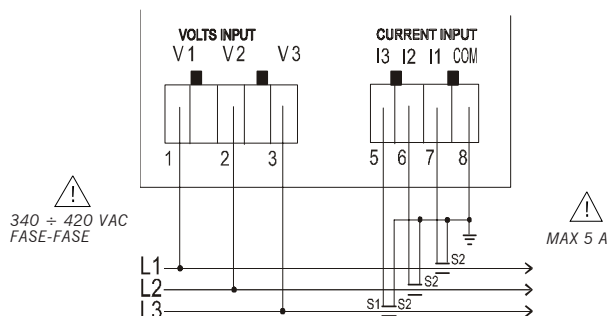 VOLTS INPUT
V1 V2 V3
CURRENT INPUT
I3 I2 I1 COM
1 2 3
5 6 7 8
340 ÷ 420 VAC
FASE-FASE
!
!
MAX 5 A
L1
S2
L2
S2
L3
S1 S2